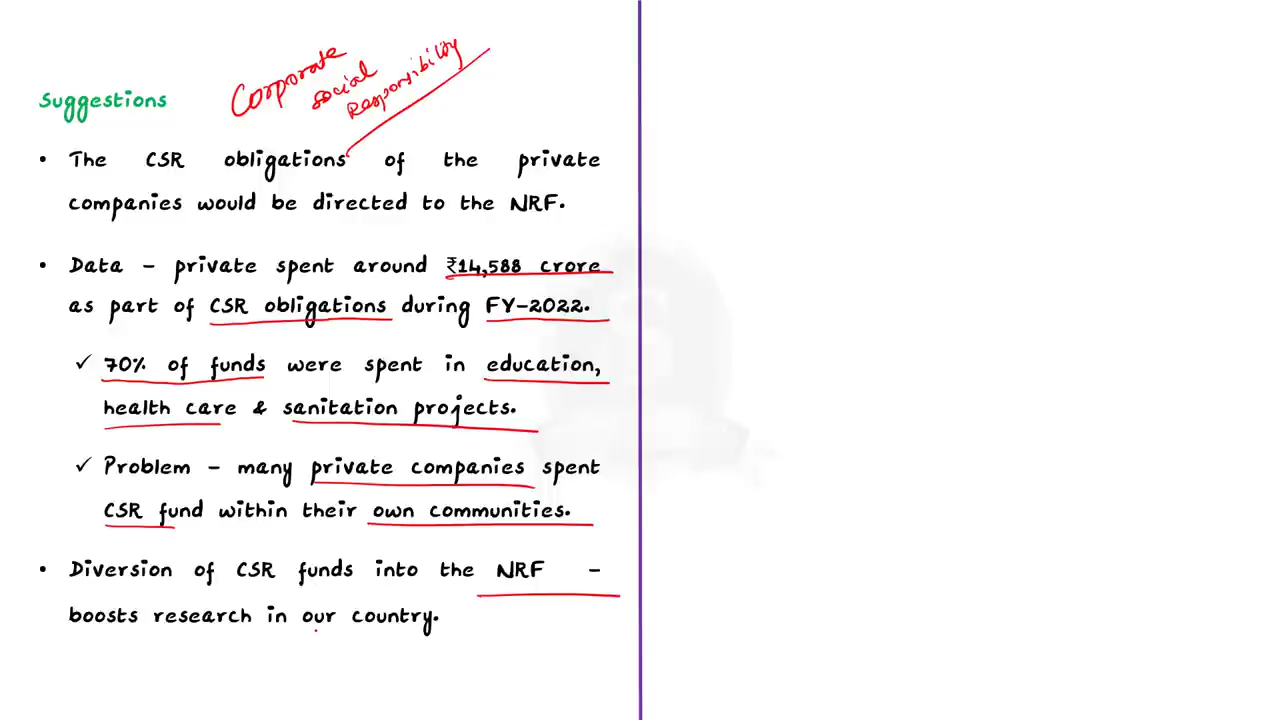 Corporate
social
Responsibility
Suggestions
• The CSR obligations of the private
companies would be directed to the NRF.
• Data – private spent around ₹14,588 crore
as part of CSR obligations during FY-2022.
✓ 70% of funds were spent in education,
health care & sanitation projects.
✓ Problem – many private companies spent
CSR fund within their own communities.
• Diversion of CSR funds into the NRF –
boosts research in our country.